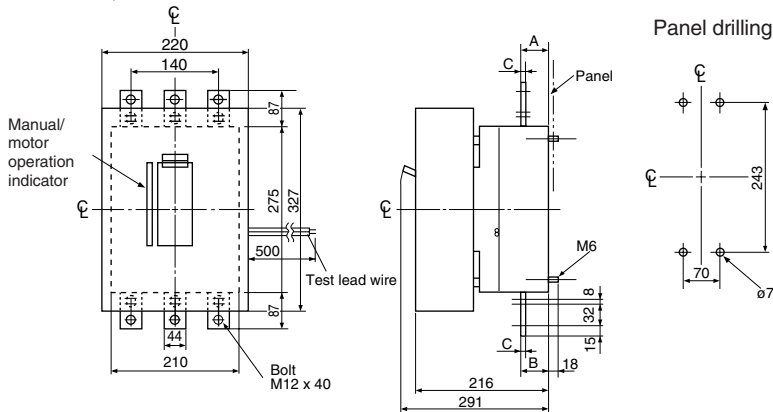 ℄
220
140
87
Manual/
motor
operation
indicator
275
327
℄
500
Test lead wire
87
44
210
Bolt
M12 x 40
A
C
Panel
℄
8
M6
8
32
15
C
B
18
216
291
Panel drilling
℄
℄
243
70
ø7